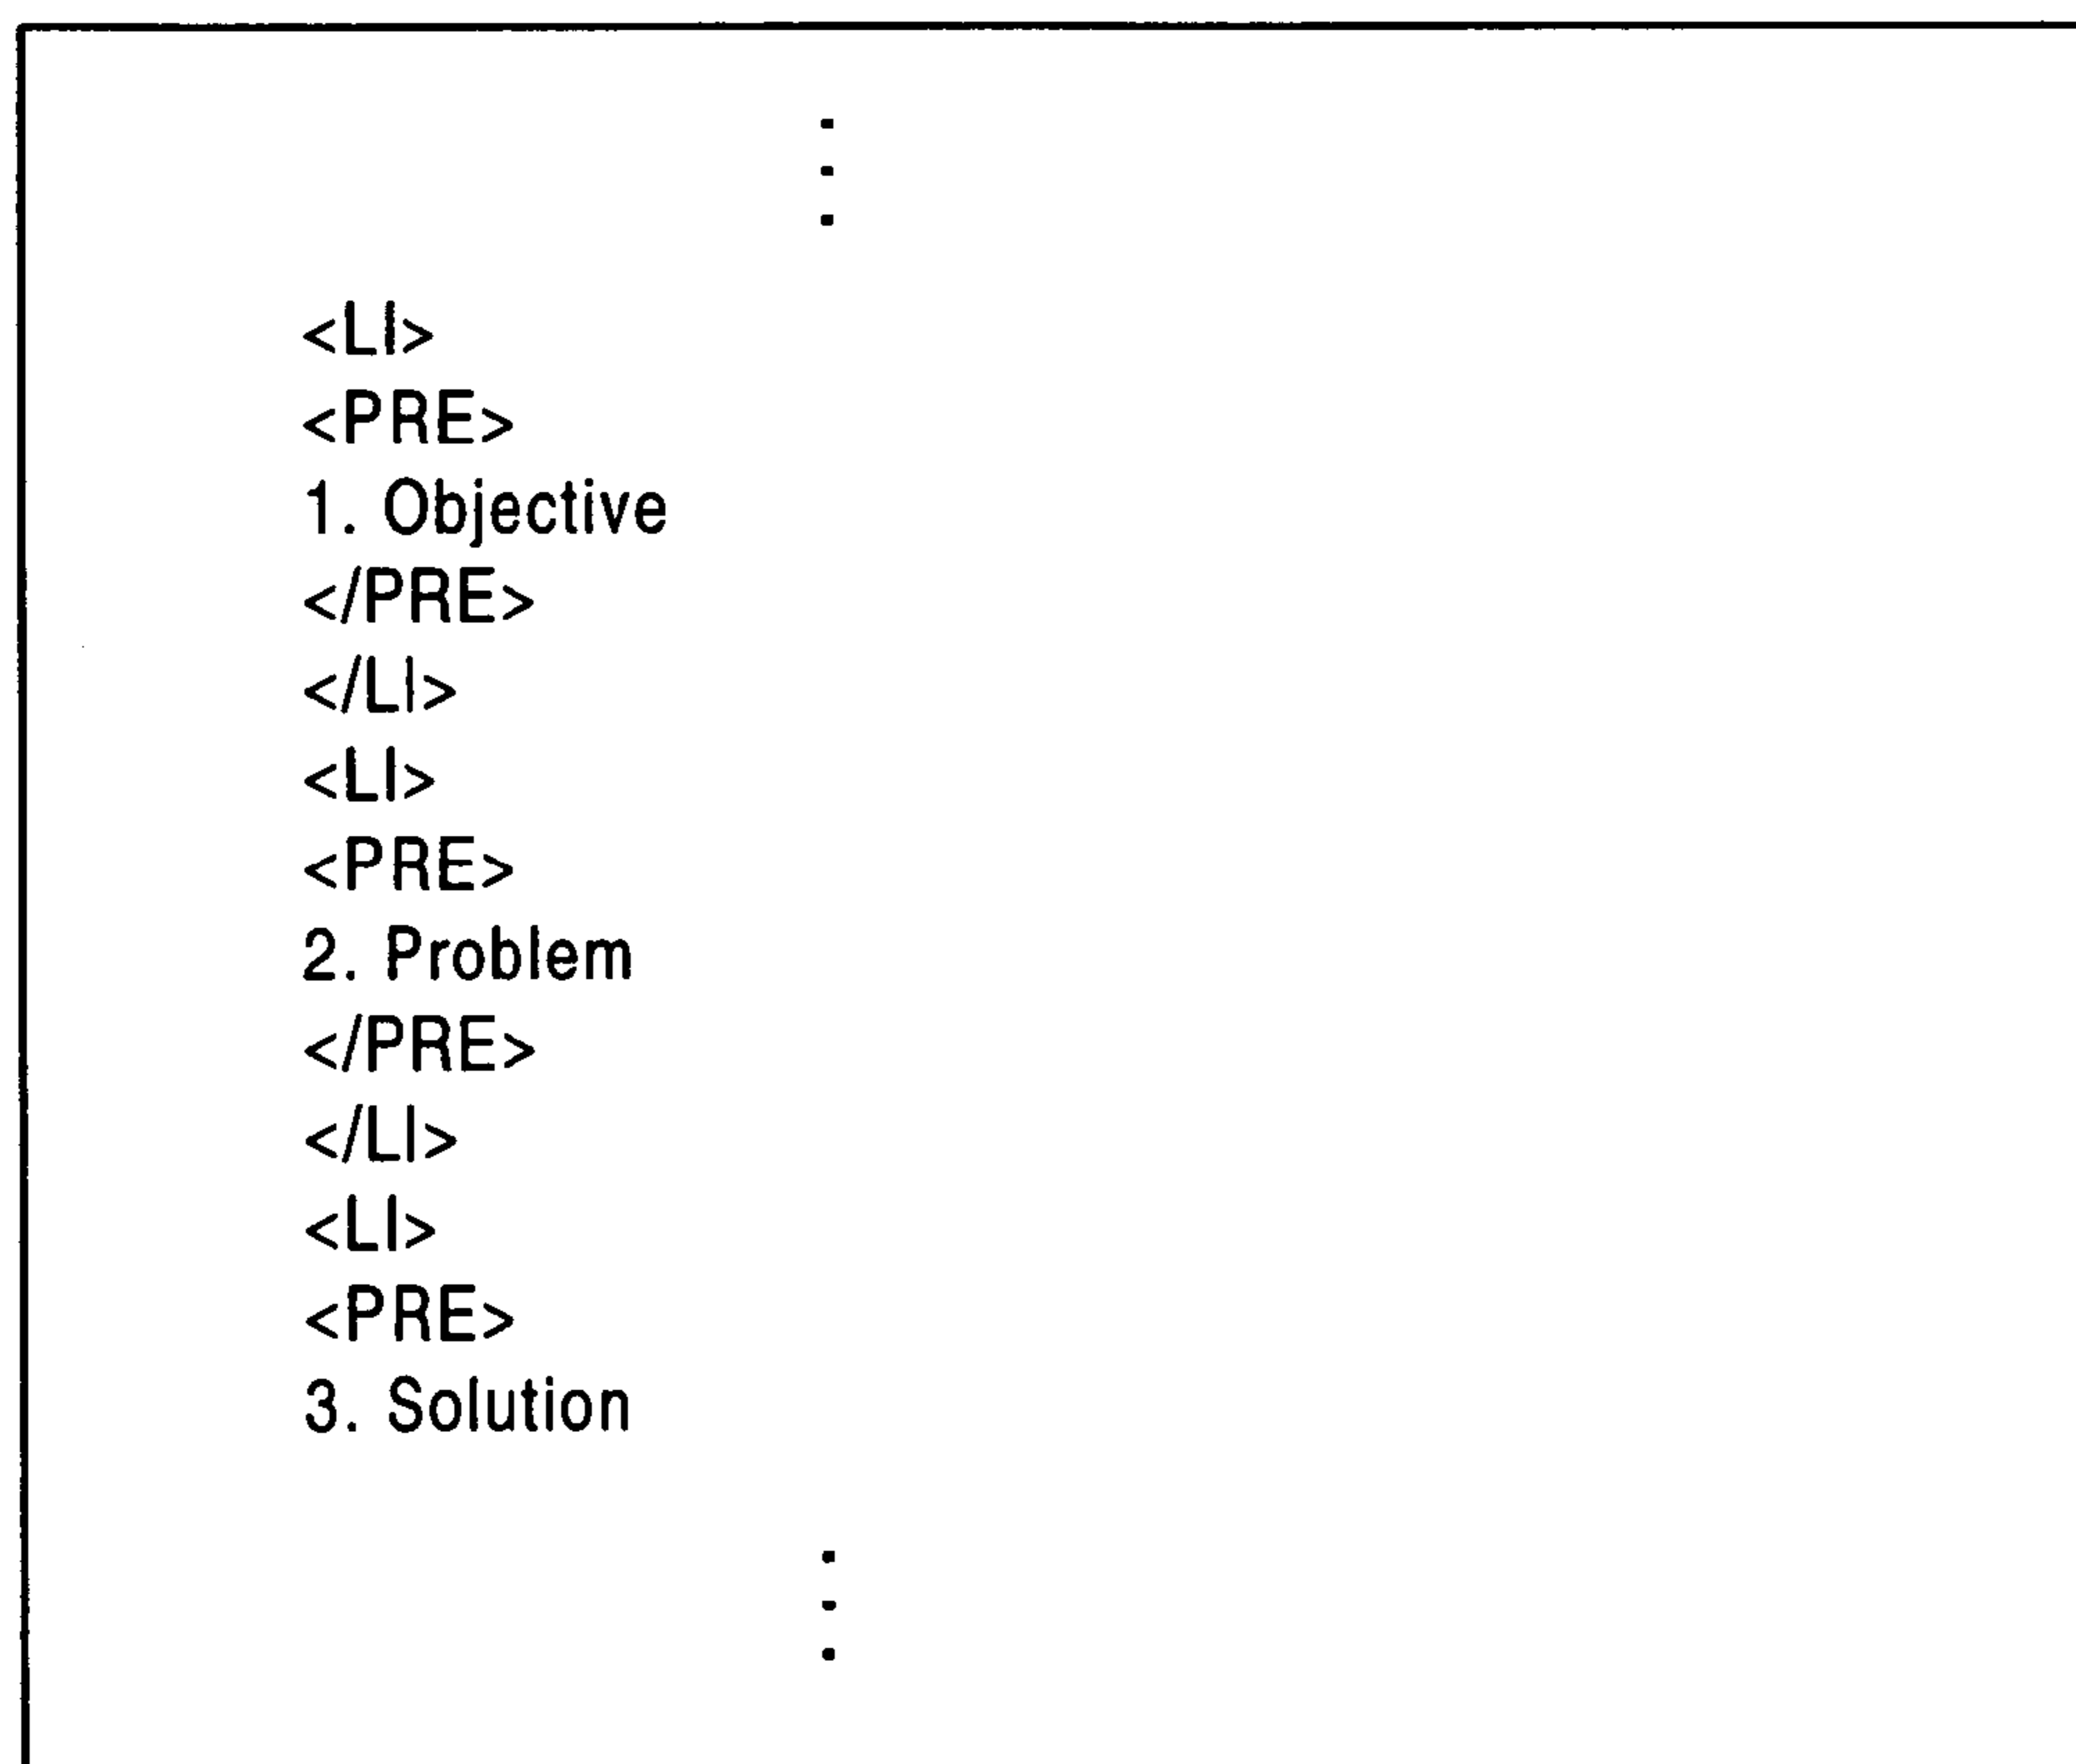 <LI>
<PRE>
1. Objective
</PRE>
</LI>
<LI>
<PRE>
2. Problem
</PRE>
</LI>
<LI>
<PRE>
3. Solution